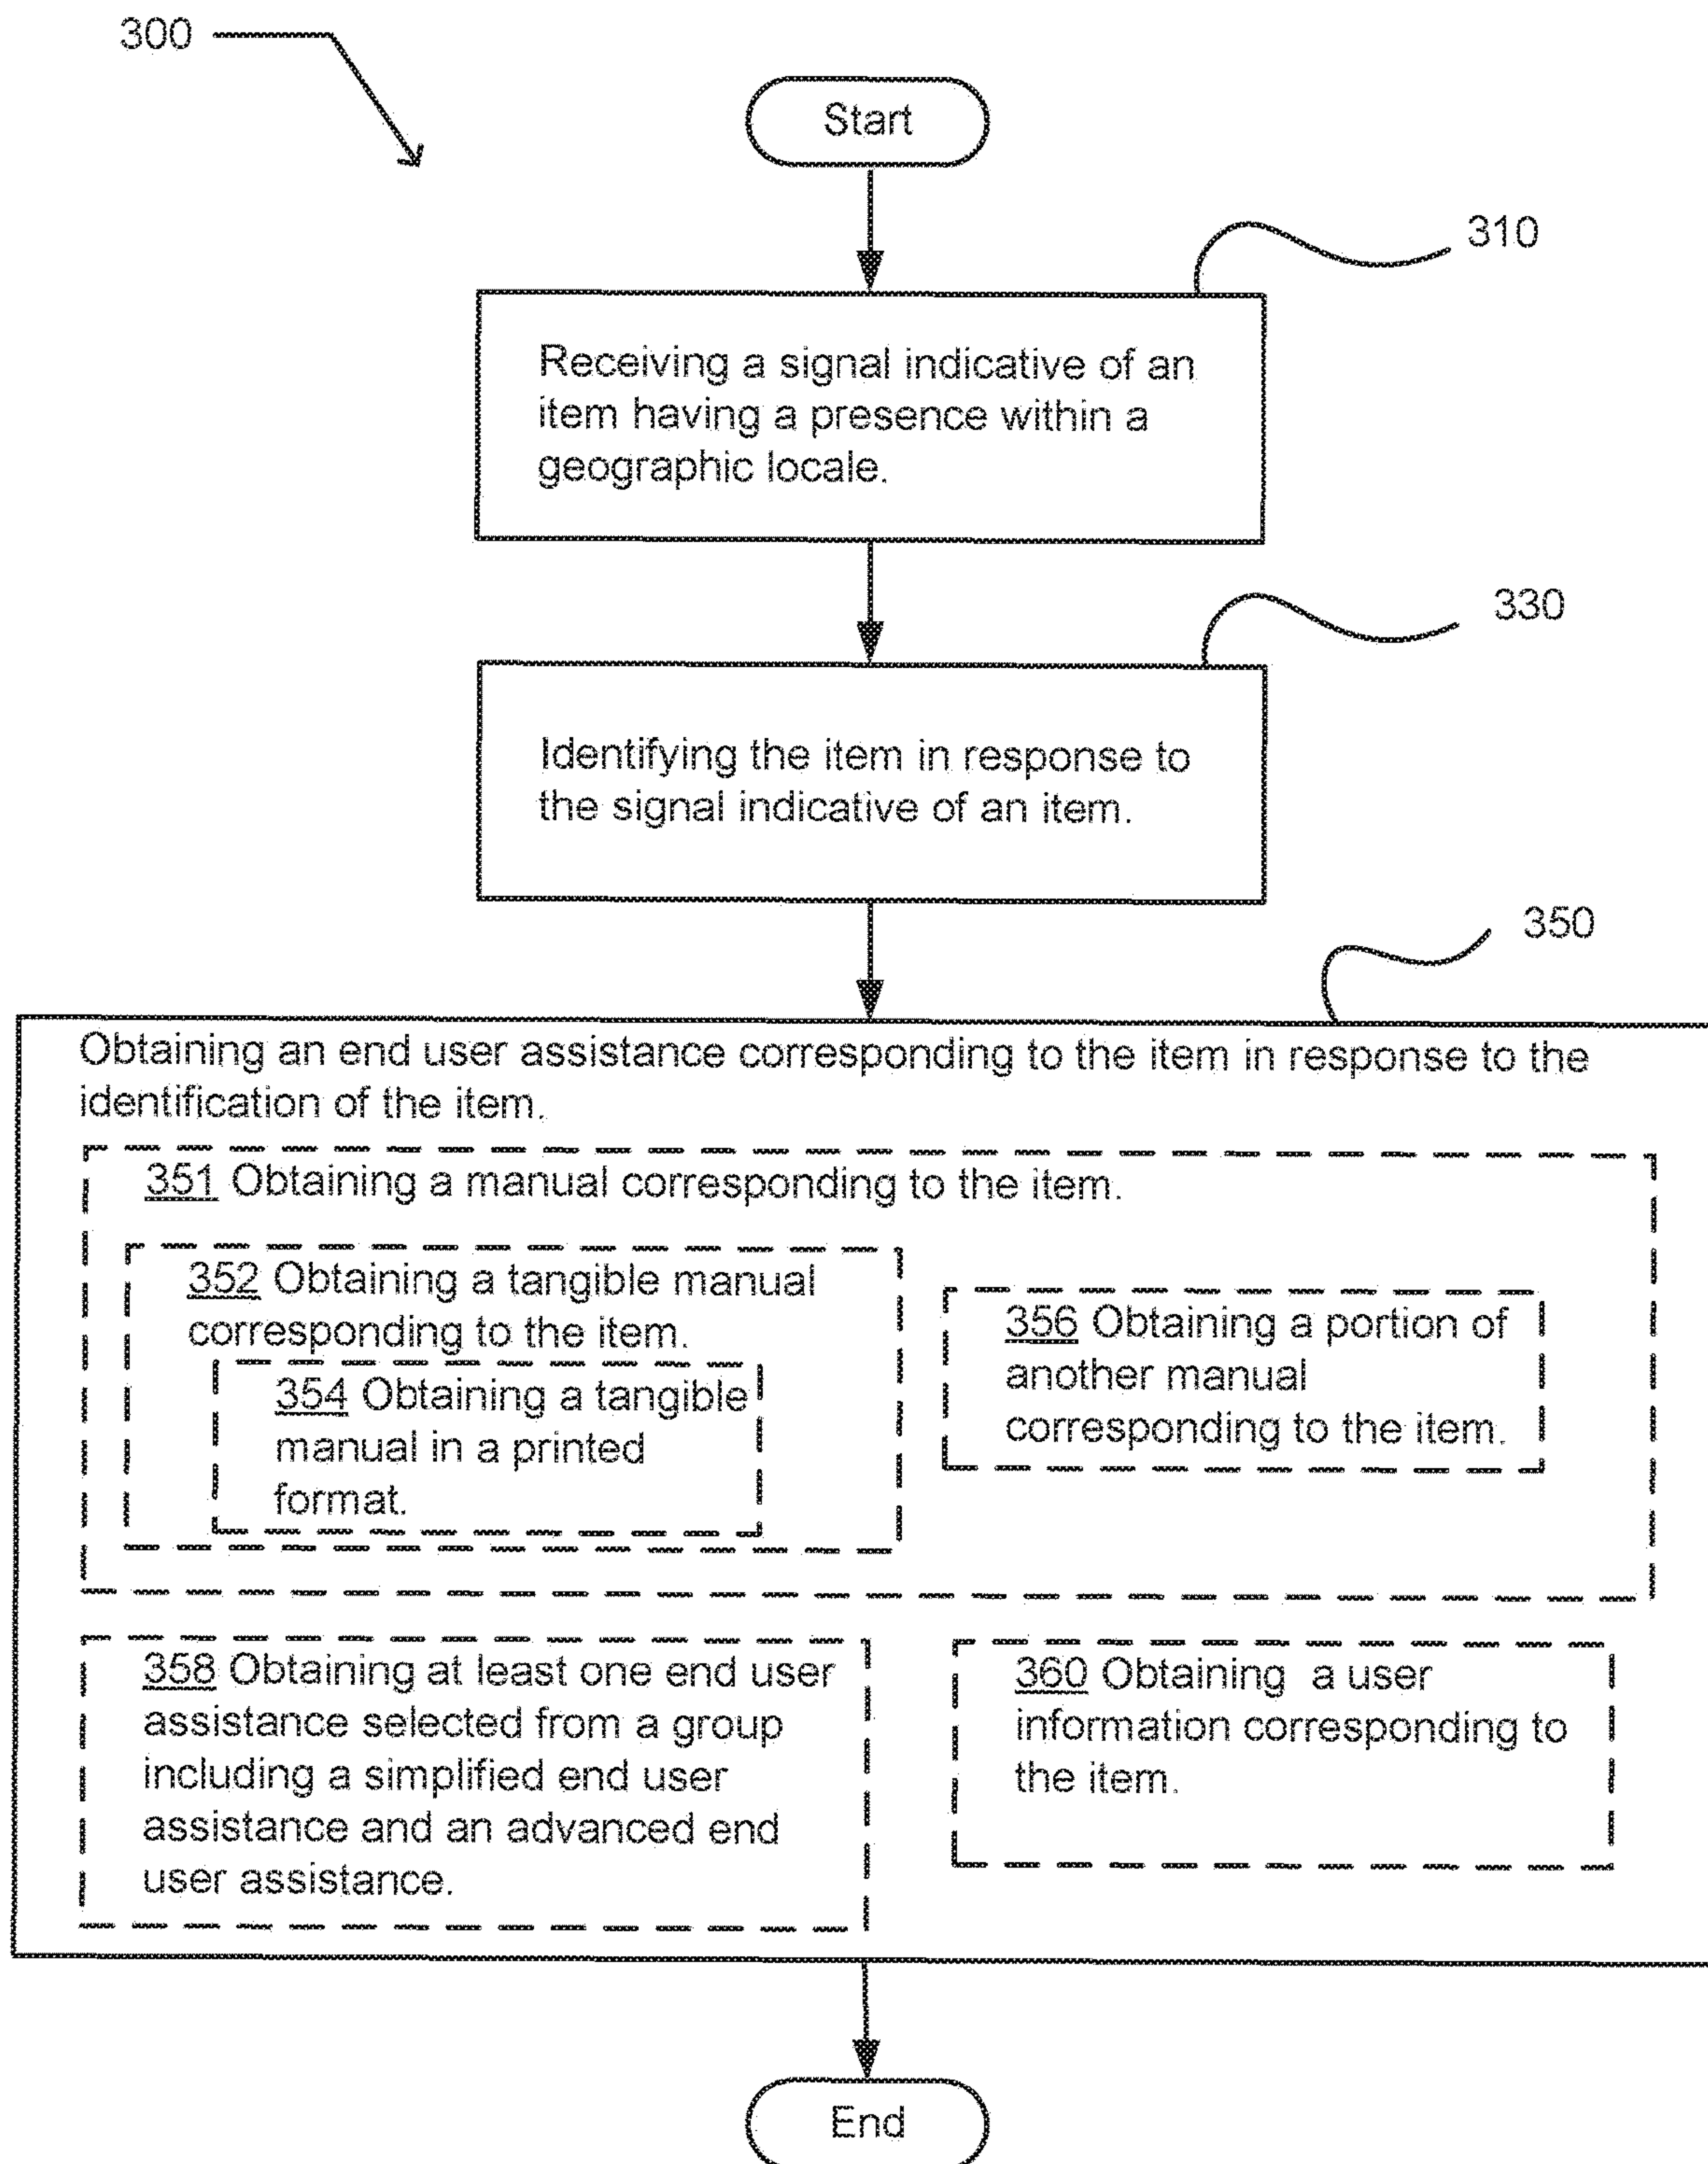 300
Start
310
Receiving a signal indicative of an
item having a presence within a
geographic locale.
330
Identifying the item in response to
the signal indicative of an item.
350
Obtaining an end user assistance corresponding to the item in response to the
identification of the item.
351 Obtaining a manual corresponding to the item.
352 Obtaining a tangible manual
corresponding to the item.
354 Obtaining a tangible
manual in a printed
format.
356 Obtaining a portion of
another manual
corresponding to the item.
358 Obtaining at least one end user
assistance selected from a group
including a simplified end user
assistance and an advanced end
user assistance.
360 Obtaining a user
information corresponding to
the item.
End